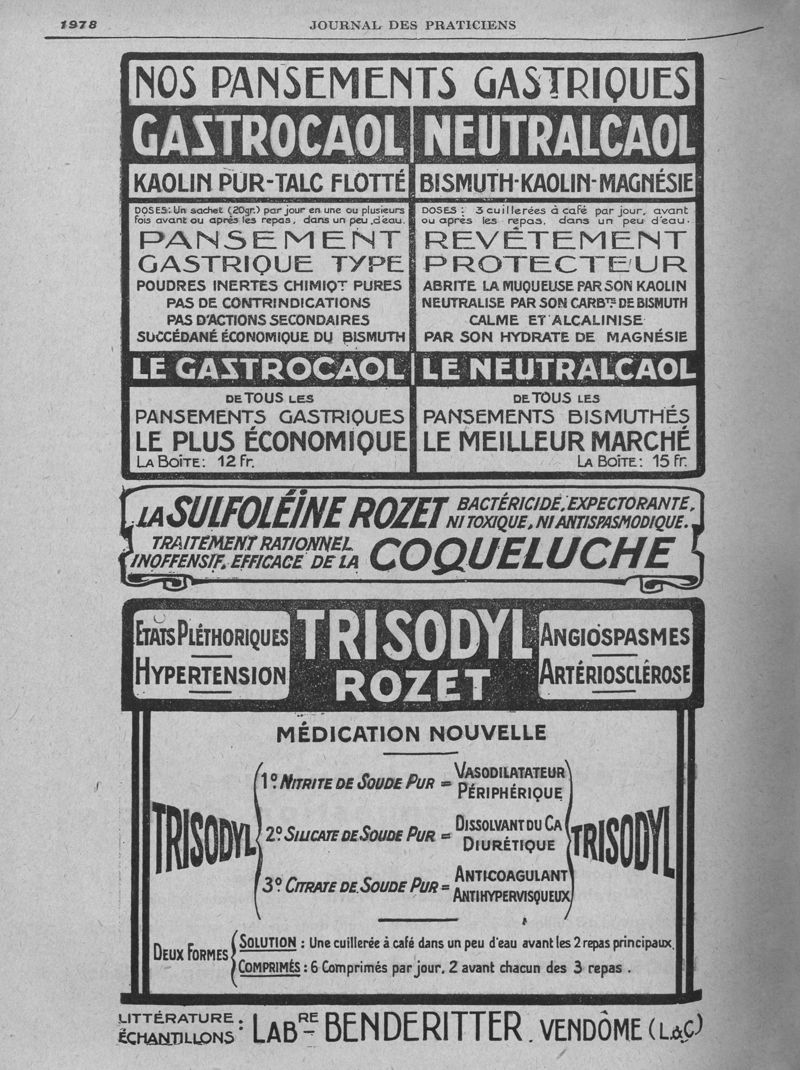 1978
JOURNAL DES PRATICIENS
NOS PANSEMENTS GASTRIQUES
GASTROCAOL
KAOLIN PUR-TALC FLOTTÉ
DOSES: Un sachet (20gr.) par jour en une ou plusieurs
fois avant ou après les repas, dans un peu d'eau.
PANSEMENT
GASTRIQUE TYPE
POUDRES INERTES CHIMIQT PURES
PAS DE CONTRINDICATIONS
PAS D'ACTIONS SECONDAIRES
SUCCÉDANÉ ÉCONOMIQUE DU BISMUTH
LE GASTROCAOL
DE TOUS LES
PANSEMENTS GASTRIQUES
LE PLUS ÉCONOMIQUE
LA BOÎTE: 12 Fr.
NEUTRALCAOL
BISMUTH-KAOLIN-MAGNÉSIE
DOSES: 3 cuillerées à café par jour, avant
ou après les repas, dans un peu d'eau.
REVÊTEMENT
PROTECTEUR
ABRITE LA MUQUEUSE PAR SON KAOLIN
NEUTRALISE PAR SON CARBTE DE BISMUTH
CALME ET ALCALINISE
PAR SON HYDRATE DE MAGNÉSIE
LE NEUTRALCAOL
DE TOUS LES
PANSEMENTS BISMUTHÉS
LE MEILLEUR MARCHÉ
LA BOÎTE: 15 Fr.
LA SULFOLÉÏNE ROZET BACTÉRICIDE, EXPECTORANTE,
NI TOXIQUE, NI ANTISPASMODIQUE.
TRAITEMENT RATIONNEL
INOFFENSIF, EFFICACE DE LA COQUELUCHE
ETATS PLÉTHORIQUES
HYPERTENSION
TRISODYL
ROZET
ANGIOSPASMES
ARTÉRIOSCLÉROSE
MÉDICATION NOUVELLE
TRISODYL
1º. NITRITE DE SOUDE PUR = VASODILATATEUR
PÉRIPHÉRIQUE
2º. SILICATE DE SOUDE PUR = DISSOLVANT DU CA
DIURÉTIQUE
3º. CITRATE DE SOUDE PUR = ANTICOAGULANT
ANTIHYPERVISQUEUX
TRISODYL
DEUX FORMES
SOLUTION : Une cuillerée à café dans un peu d'eau avant les 2 repas principaux.
COMPRIMÉS : 6 Comprimés par jour, 2 avant chacun des 3 repas.
LITTÉRATURE :
ÉCHANTILLONS : LABRE BENDERITTER. VENDÔME (L.&C)